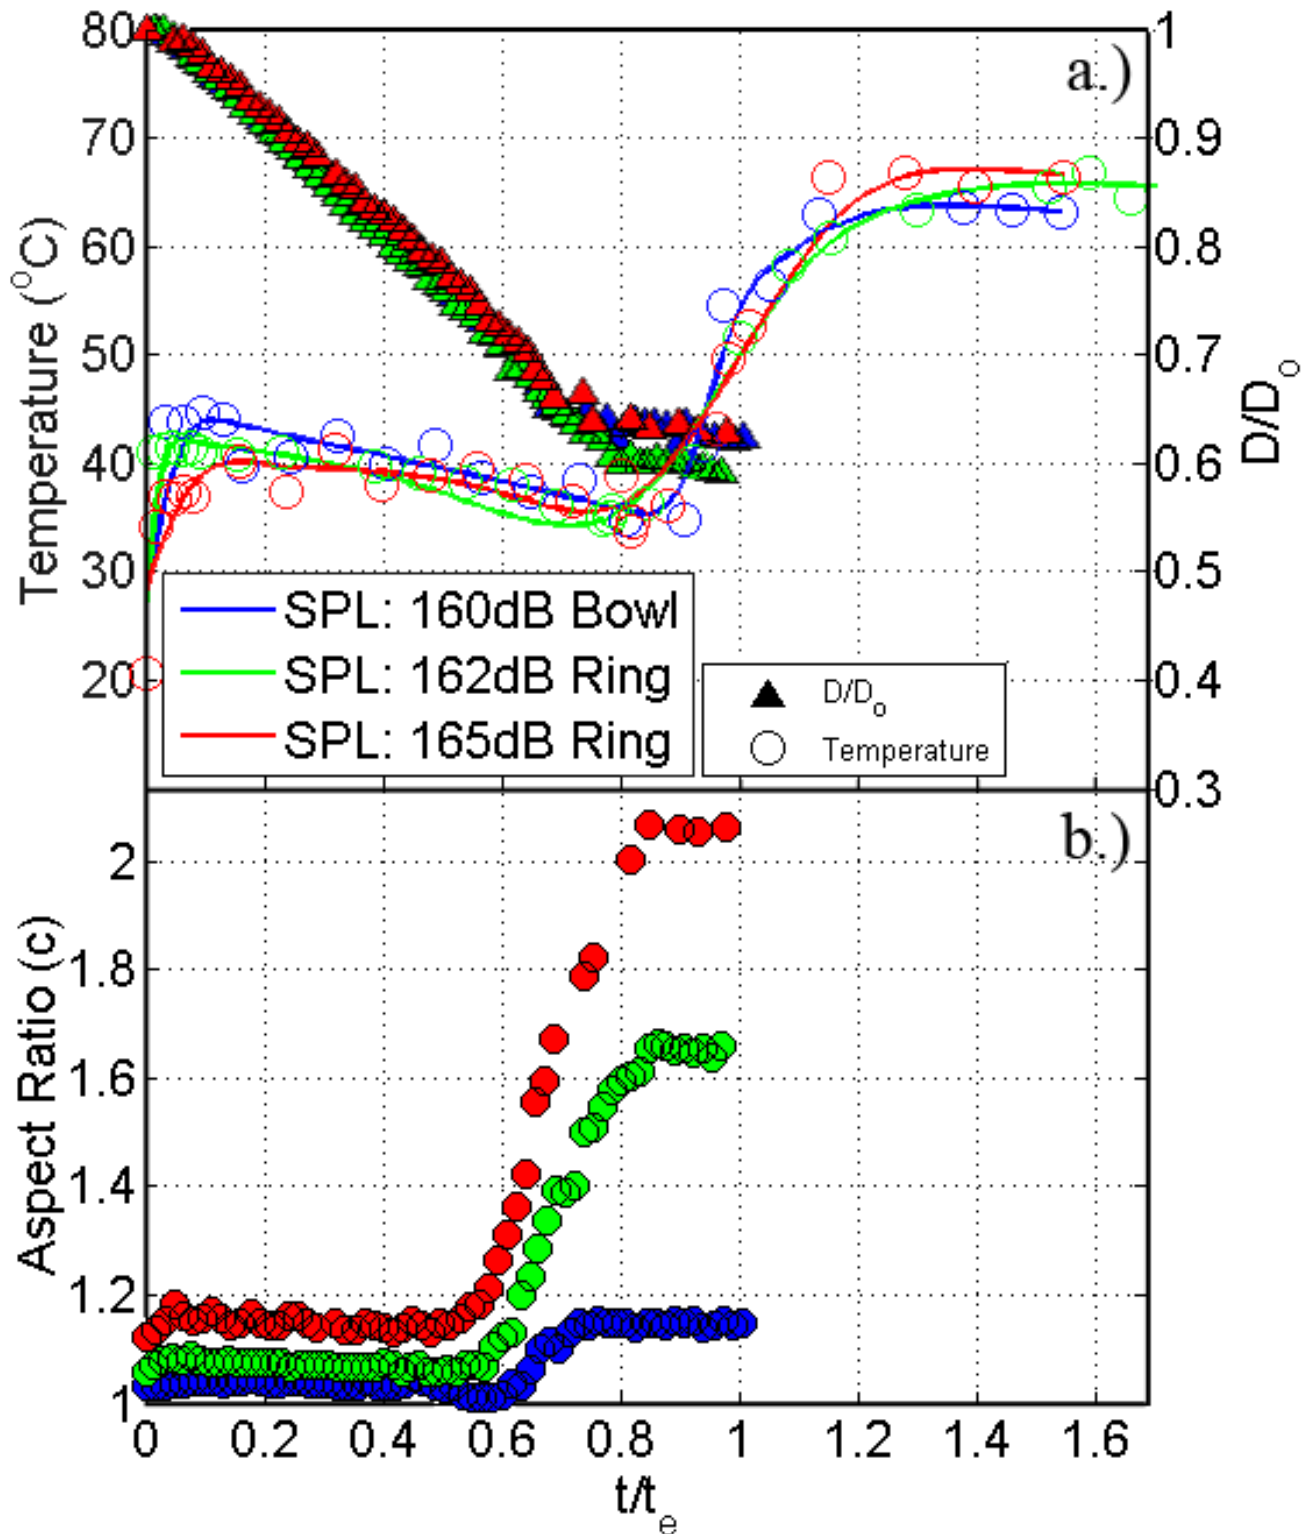 a.)
80
70
60
50
40
30
20
Temperature (°C)
1
0.9
0.8
0.7
0.6
0.5
0.4
0.3
D/Dₒ
SPL: 160dB Bowl
SPL: 162dB Ring
SPL: 165dB Ring
D/Dₒ
Temperature
b.)
2
1.8
1.6
1.4
1.2
1
Aspect Ratio (c)
0 0.2 0.4 0.6 0.8 1 1.2 1.4 1.6
t/tₑ